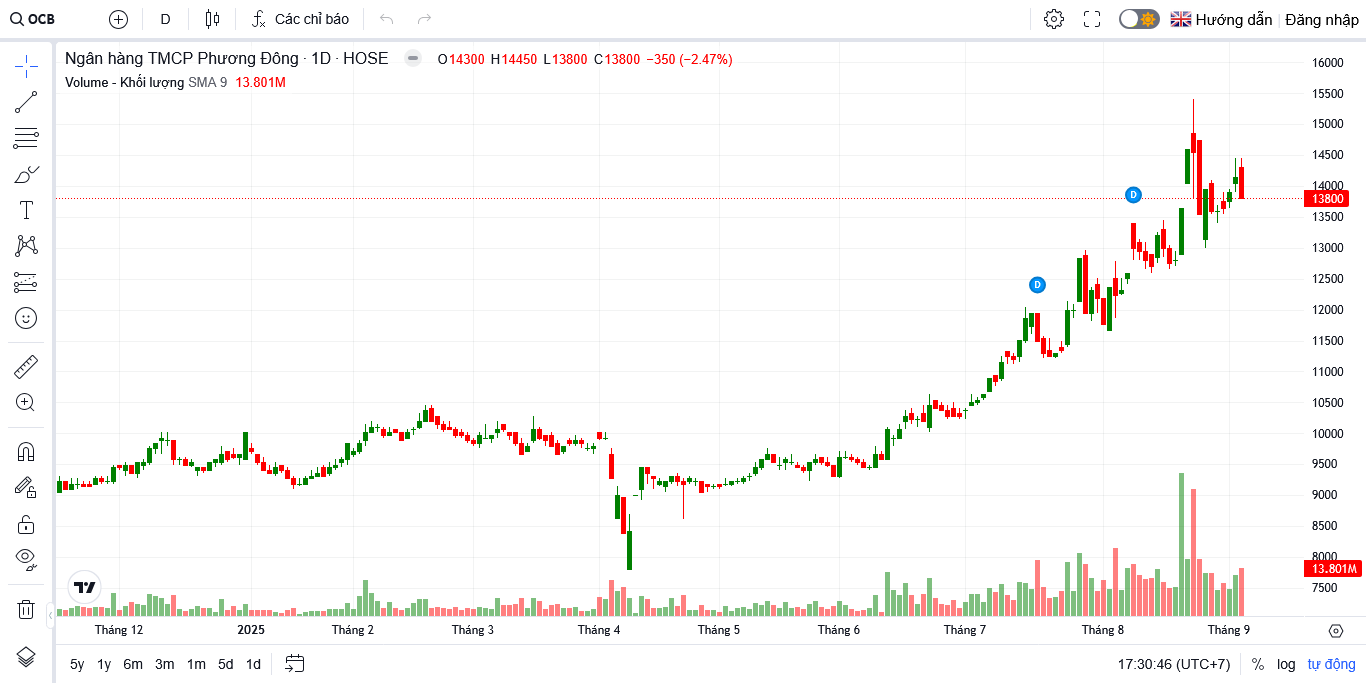 OCB
D
Các chỉ báo
Hướng dẫn
Đăng nhập
Ngân hàng TMCP Phương Đông · 1D · HOSE
O14300 H14450 L13800 C13800 −350 (−2.47%)
Volume - Khối lượng SMA 9 13.801M
16000
15500
15000
14500
14000
13800
13500
13000
12500
12000
11500
11000
10500
10000
9500
9000
8500
8000
13.801M
7500
D
D
Tháng 12
2025
Tháng 2
Tháng 3
Tháng 4
Tháng 5
Tháng 6
Tháng 7
Tháng 8
Tháng 9
5y 1y 6m 3m 1m 5d 1d
17:30:46 (UTC+7)
%
log
tự động